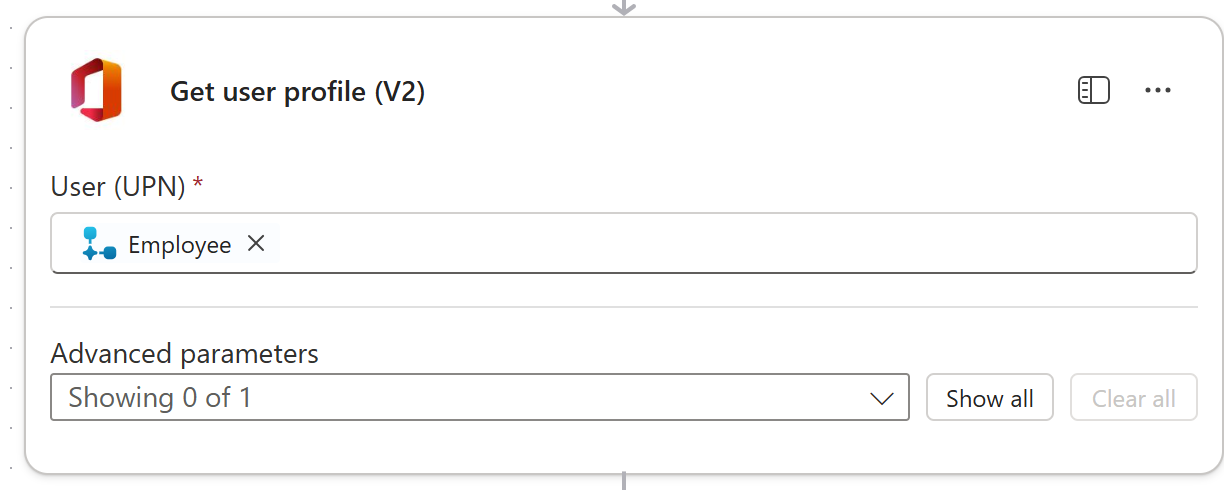 Get user profile (V2)
User (UPN) *
Employee
Advanced parameters
Showing 0 of 1
Show all
Clear all